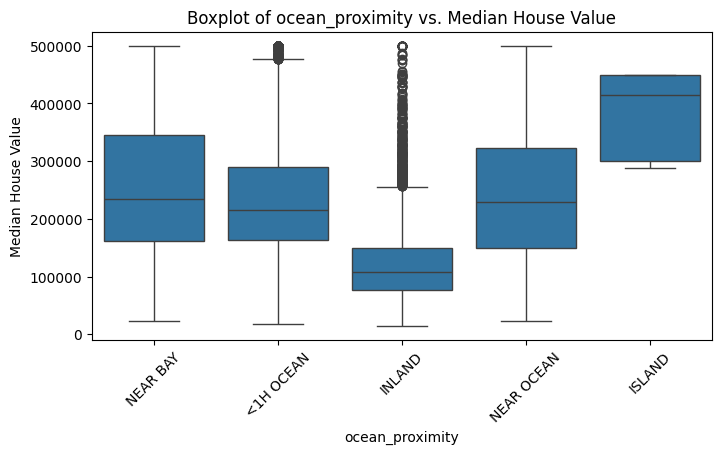 Boxplot of ocean_proximity vs. Median House Value
Median House Value
500000
400000
300000
200000
100000
0
NEAR BAY
<1H OCEAN
INLAND
NEAR OCEAN
ISLAND
ocean_proximity